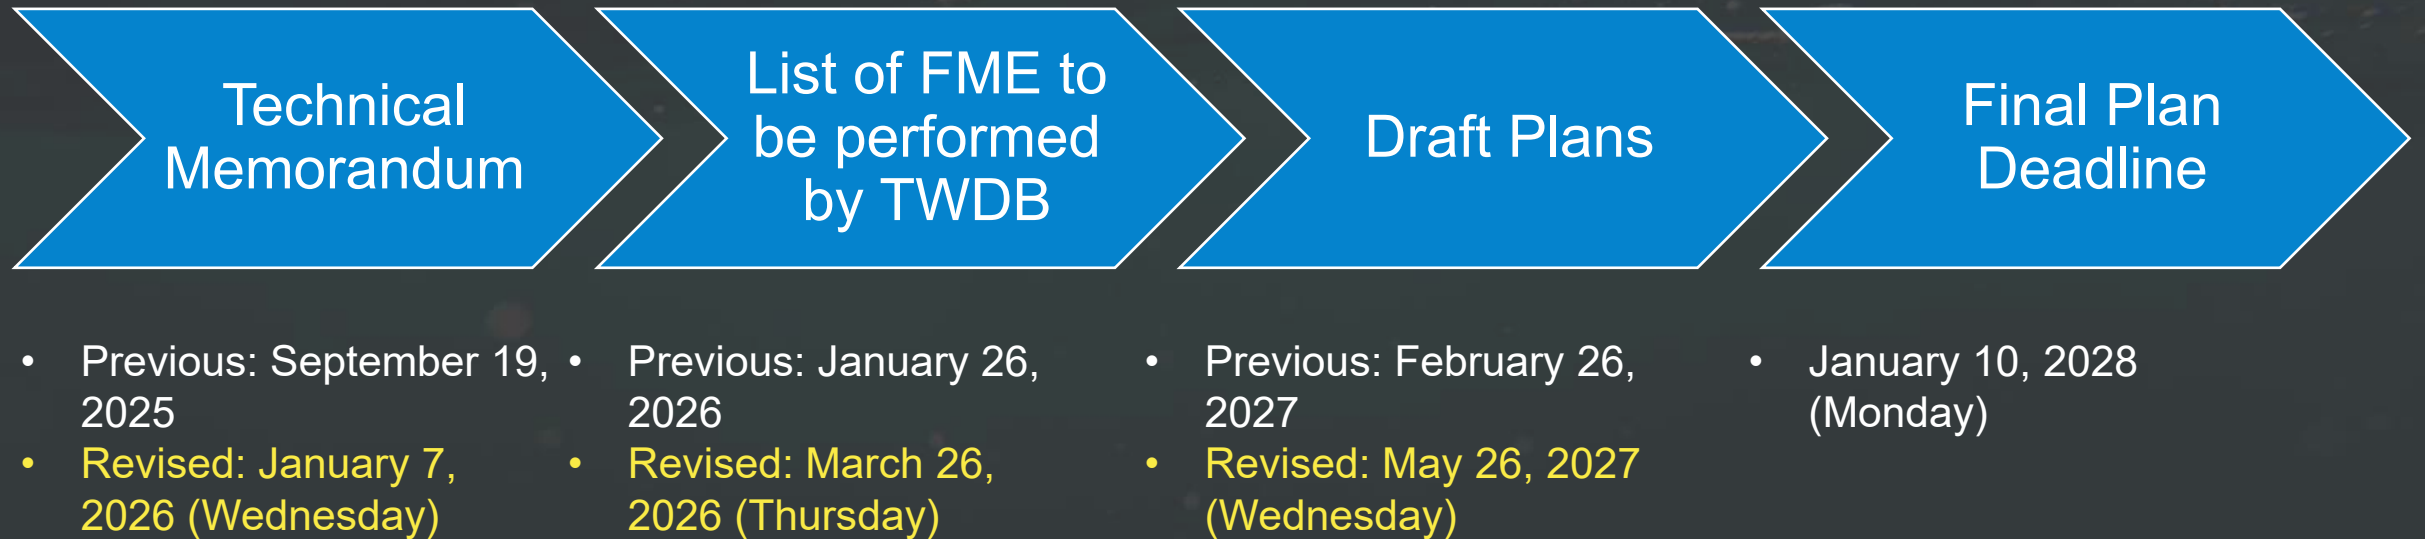 Technical
Memorandum
List of FME to
be performed
by TWDB
Draft Plans
Final Plan
Deadline
• Previous: September 19,
2025
• Revised: January 7,
2026 (Wednesday)
• Previous: January 26,
2026
• Revised: March 26,
2026 (Thursday)
• Previous: February 26,
2027
• Revised: May 26, 2027
(Wednesday)
• January 10, 2028
(Monday)